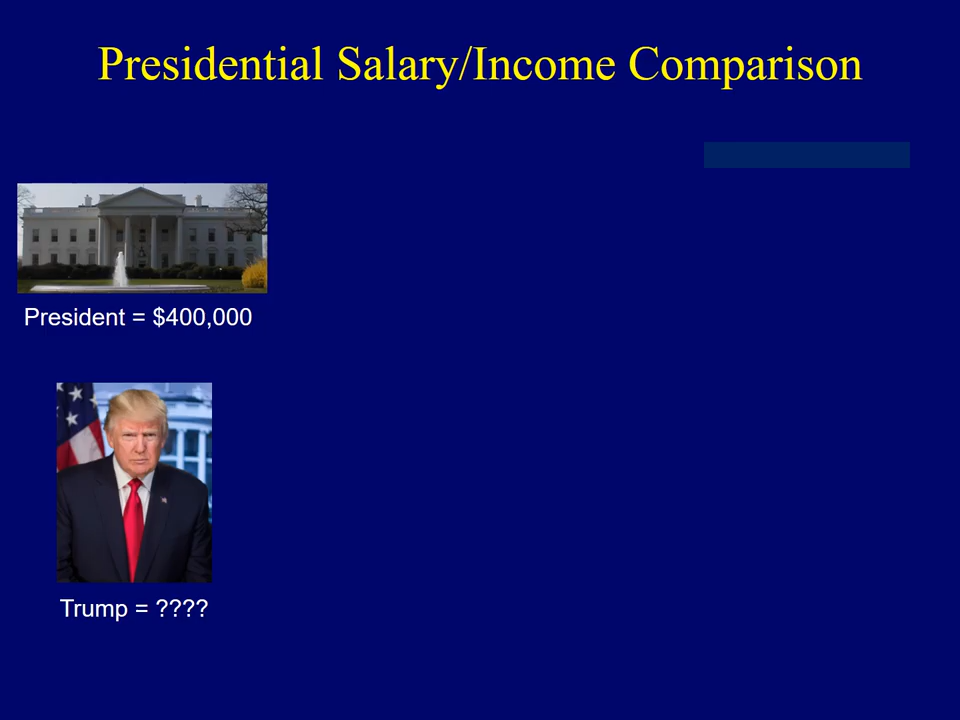 Presidential Salary/Income Comparison
President = $400,000
Trump = ????